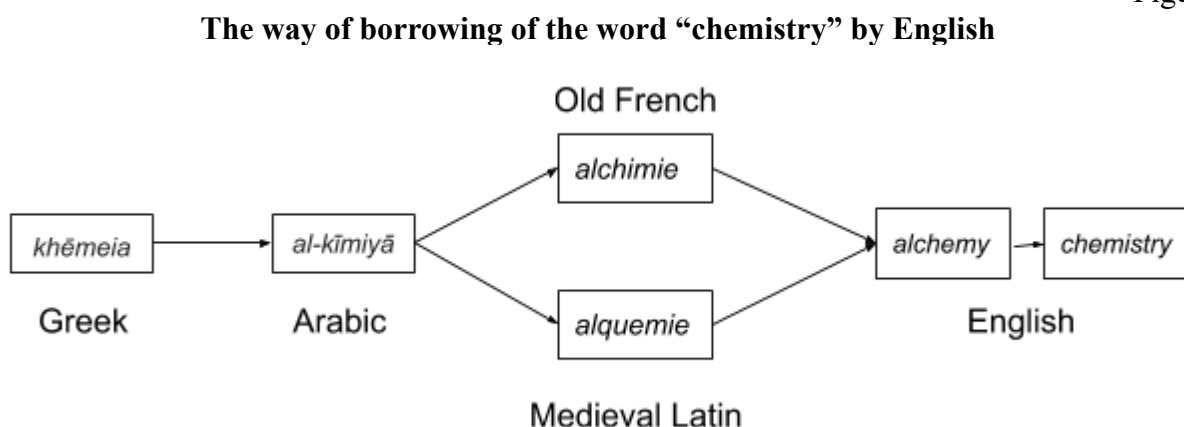 Figu
The way of borrowing of the word “chemistry” by English
Old French
alchimie
khēmeia
al-kīmiyā
alchemy
chemistry
Greek
Arabic
English
alquemie
Medieval Latin